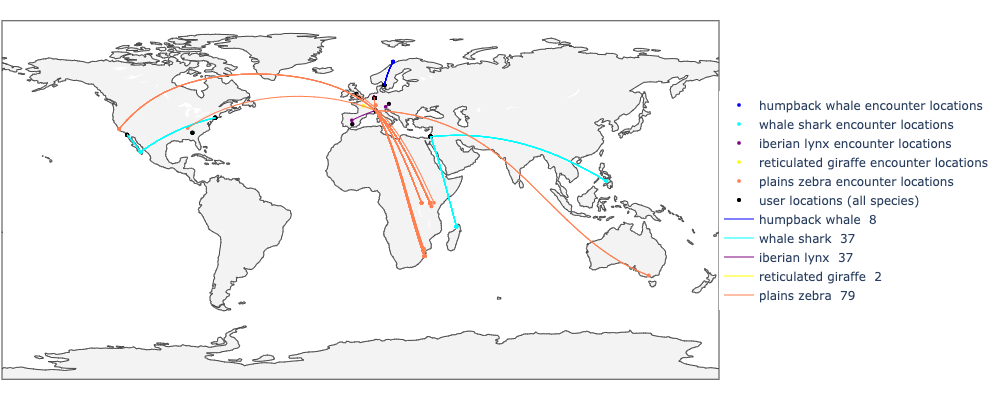 humpback whale encounter locations
whale shark encounter locations
iberian lynx encounter locations
reticulated giraffe encounter locations
plains zebra encounter locations
user locations (all species)
humpback whale 8
whale shark 37
iberian lynx 37
reticulated giraffe 2
plains zebra 79